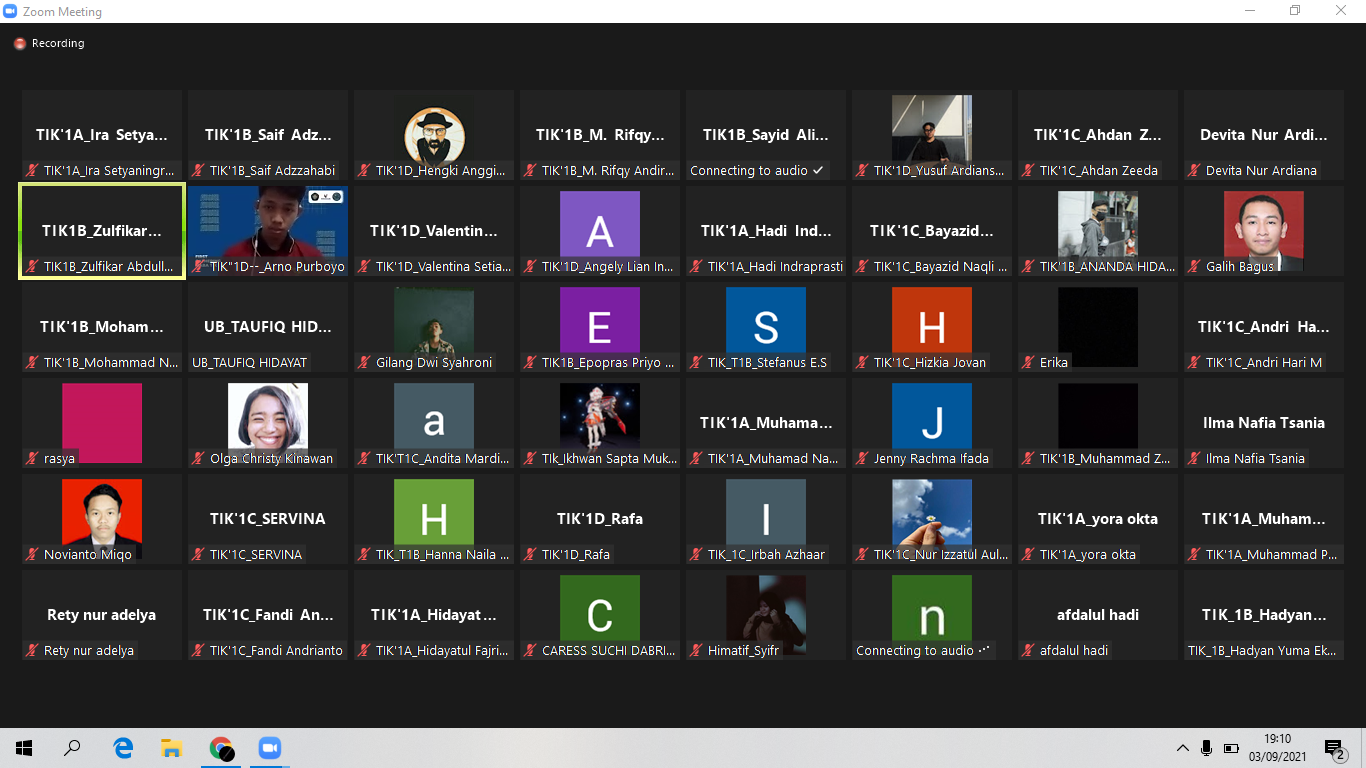 Zoom Meeting
Recording
TIK'1A_Ira Setya...
TIK'1A_Ira Setyaningr...
TIK'1B_Saif Adz...
TIK'1B_Saif Adzzahabi
TIK'1D_Hengki Anggi...
TIK'1B_M. Rifqy...
TIK'1B_M. Rifqy Andir...
TIK1B_Sayid Ali...
Connecting to audio
TIK'1D_Yusuf Ardians...
TIK'1C_Ahdan Z...
TIK'1C_Ahdan Zeeda
Devita Nur Ardi...
Devita Nur Ardiana
TIK1B_Zulfikar...
TIK1B_Zulfikar Abdull...
TIK"1D--_Arno Purboyo
TIK'1D_Valentin...
TIK'1D_Valentina Setia...
A
TIK'1D_Angely Lian In...
TIK'1A_Hadi Ind...
TIK'1A_Hadi Indraprasti
TIK'1C_Bayazid...
TIK'1C_Bayazid Naqli ...
TIK'1B_ANANDA HIDA...
Galih Bagus
TIK'1B_Moham...
TIK'1B_Mohammad N...
UB_TAUFIQ HID...
UB_TAUFIQ HIDAYAT
Gilang Dwi Syahroni
E
TIK1B_Epopras Priyo ...
S
TIK_T1B_Stefanus E.S
H
TIK'1C_Hizkia Jovan
Erika
TIK'1C_Andri Ha...
TIK'1C_Andri Hari M
rasya
Olga Christy Kinawan
a
TIK'T1C_Andita Mardi...
Tik_Ikhwan Sapta Muk...
TIK'1A_Muhama...
TIK'1A_Muhamad Na...
J
Jenny Rachma Ifada
TIK'1B_Muhammad Z...
Ilma Nafia Tsania
Ilma Nafia Tsania
Novianto Miqo
TIK'1C_SERVINA
TIK'1C_SERVINA
H
TIK_T1B_Hanna Naila ...
TIK'1D_Rafa
TIK'1D_Rafa
I
TIK_1C_Irbah Azhaar
TIK'1C_Nur Izzatul Aul...
TIK'1A_yora okta
TIK'1A_yora okta
TIK'1A_Muham...
TIK'1A_Muhammad P...
Rety nur adelya
Rety nur adelya
TIK'1C_Fandi An...
TIK'1C_Fandi Andrianto
TIK'1A_Hidayat...
TIK'1A_Hidayatul Fajri...
C
CARESS SUCHI DABRI...
Himatif_Syifr
n
Connecting to audio
afdalul hadi
afdalul hadi
TIK_1B_Hadyan...
TIK_1B_Hadyan Yuma Ek...
19:10
03/09/2021
2